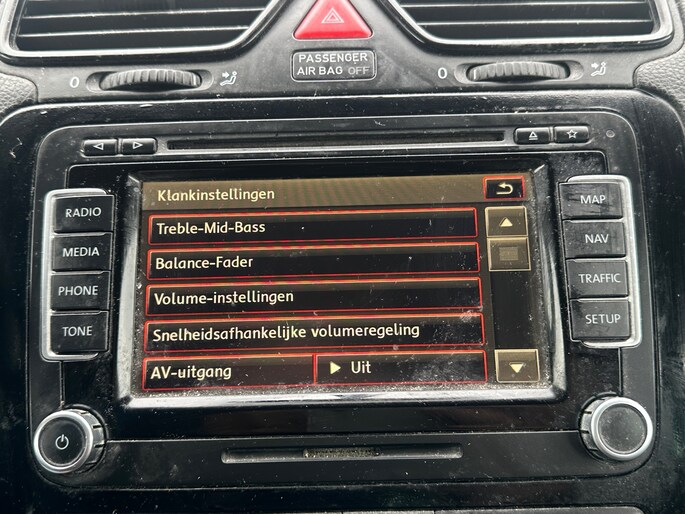 PASSENGER
AIR BAG OFF
0
0
Klankinstellingen
RADIO
MEDIA
PHONE
TONE
Treble-Mid-Bass
Balance-Fader
Volume-instellingen
Snelheidsafhankelijke volumeregeling
AV-uitgang
Uit
MAP
NAV
TRAFFIC
SETUP